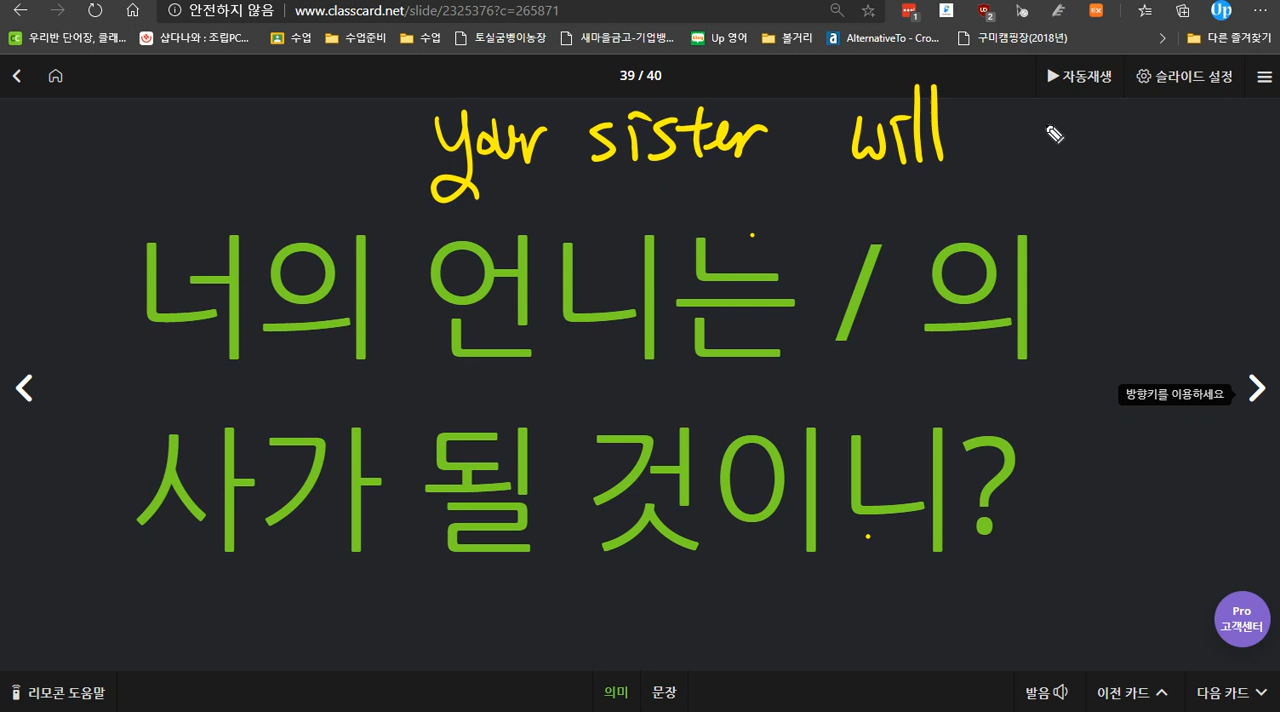 안전하지 않음 www.classcard.net/slide/2325376?c=265871
우리반 단어장, 클래... 샵다나와 : 조립PC... 수업 수업준비 수업 토실굼벵이농장 새마을금고-기업뱅... Up 영어 볼거리 AlternativeTo - Cro... 구미캠핑장(2018년) 다른 즐겨찾기
39 / 40 자동재생 슬라이드 설정
your sister will
너의 언니는 / 의
방향키를 이용하세요
사가 될 것이니?
Pro
고객센터
리모콘 도움말 의미 문장 발음 이전 카드 다음 카드